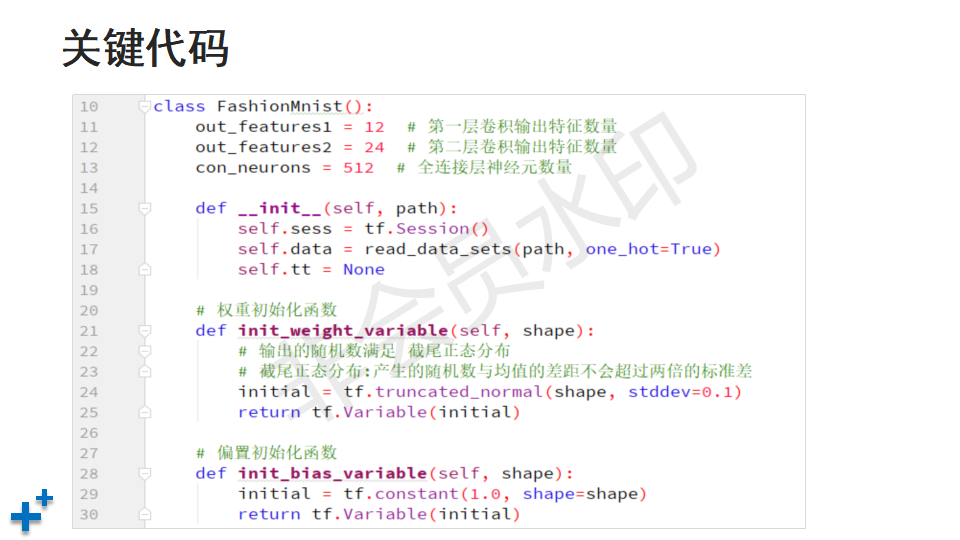 关键代码
10 class FashionMnist():
11 out_features1 = 12 # 第一层卷积输出特征数量
12 out_features2 = 24 # 第二层卷积输出特征数量
13 con_neurons = 512 # 全连接层神经元数量
14
15 def __init__(self, path):
16 self.sess = tf.Session()
17 self.data = read_data_sets(path, one_hot=True)
18 self.tt = None
19
20 # 权重初始化函数
21 def init_weight_variable(self, shape):
22 # 输出的随机数满足 截尾正态分布
23 # 截尾正态分布:产生的随机数与均值的差距不会超过两倍的标准差
24 initial = tf.truncated_normal(shape, stddev=0.1)
25 return tf.Variable(initial)
26
27 # 偏置初始化函数
28 def init_bias_variable(self, shape):
29 initial = tf.constant(1.0, shape=shape)
30 return tf.Variable(initial)
非会员水印